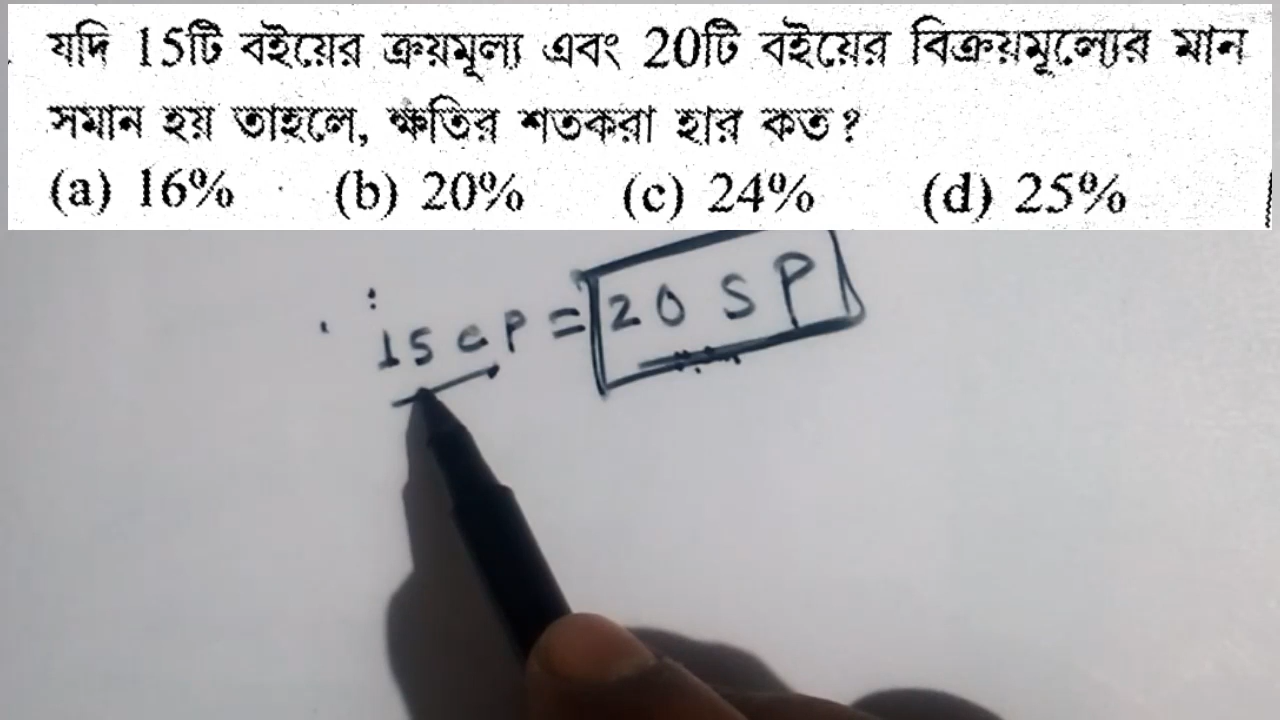 যদি 15টি বইয়ের ক্রয়মূল্য এবং 20টি বইয়ের বিক্রয়মূল্যের মান
সমান হয় তাহলে, ক্ষতির শতকরা হার কত?
(a) 16% (b) 20% (c) 24% (d) 25%
15 CP = 20 SP